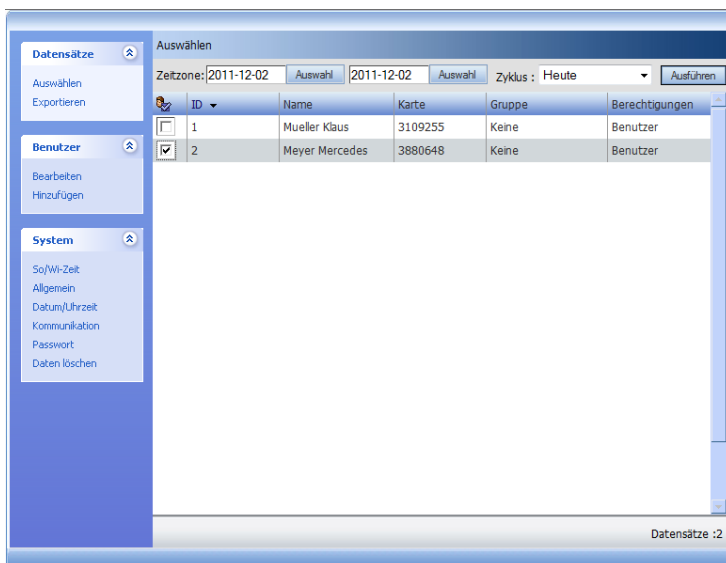 Datensätze
Auswählen
Exportieren
Benutzer
Bearbeiten
Hinzufügen
System
So/Wi-Zeit
Allgemein
Datum/Uhrzeit
Kommunikation
Passwort
Daten löschen
Auswählen
Zeitzone: 2011-12-02 Auswahl 2011-12-02 Auswahl Zyklus : Heute Ausführen
ID Name Karte Gruppe Berechtigungen
1 Mueller Klaus 3109255 Keine Benutzer
2 Meyer Mercedes 3880648 Keine Benutzer
Datensätze :2